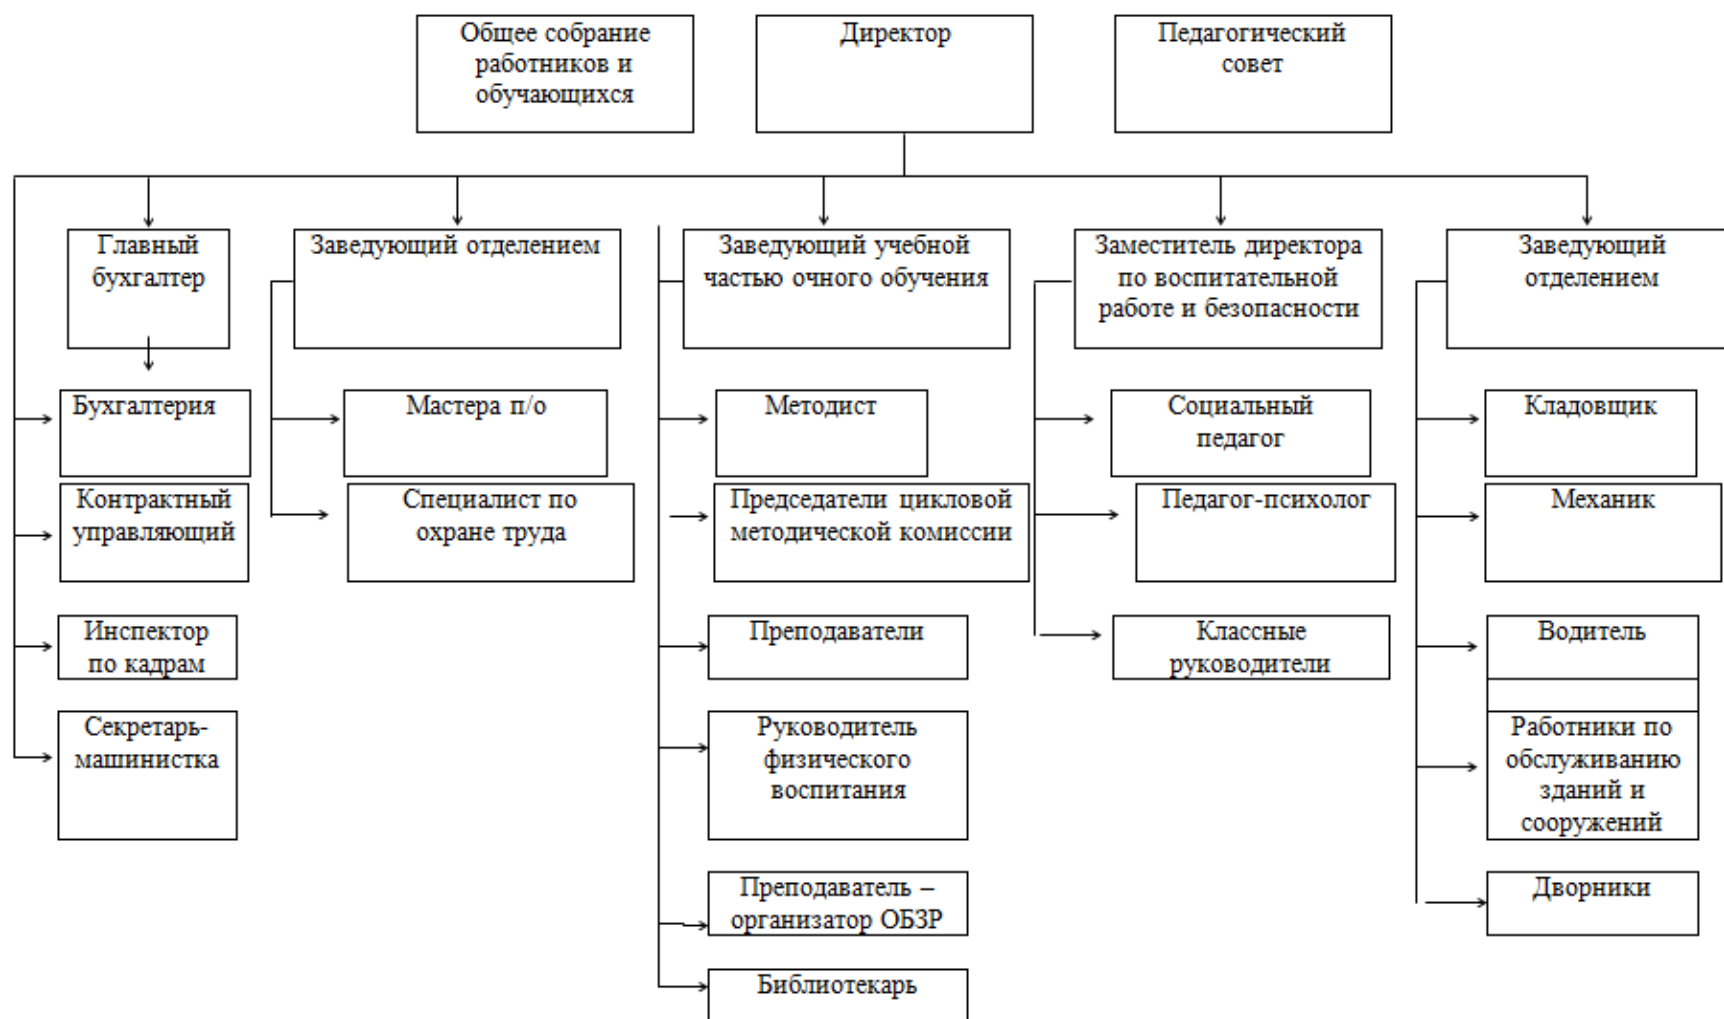 Общее собрание
работников и
обучающихся
Директор
Педагогический
совет
Главный
бухгалтер
Заведующий отделением
Заведующий учебной
частью очного обучения
Заместитель директора
по воспитательной
работе и безопасности
Заведующий
отделением
Бухгалтерия
Мастера п/о
Методист
Социальный
педагог
Кладовщик
Контрактный
управляющий
Специалист по
охране труда
Председатели цикловой
методической комиссии
Педагог-психолог
Механик
Инспектор
по кадрам
Преподаватели
Классные
руководители
Водитель
Секретарь-
машинистка
Руководитель
физического
воспитания
Работники по
обслуживанию
зданий и
сооружений
Преподаватель –
организатор ОБЗР
Дворники
Библиотекарь